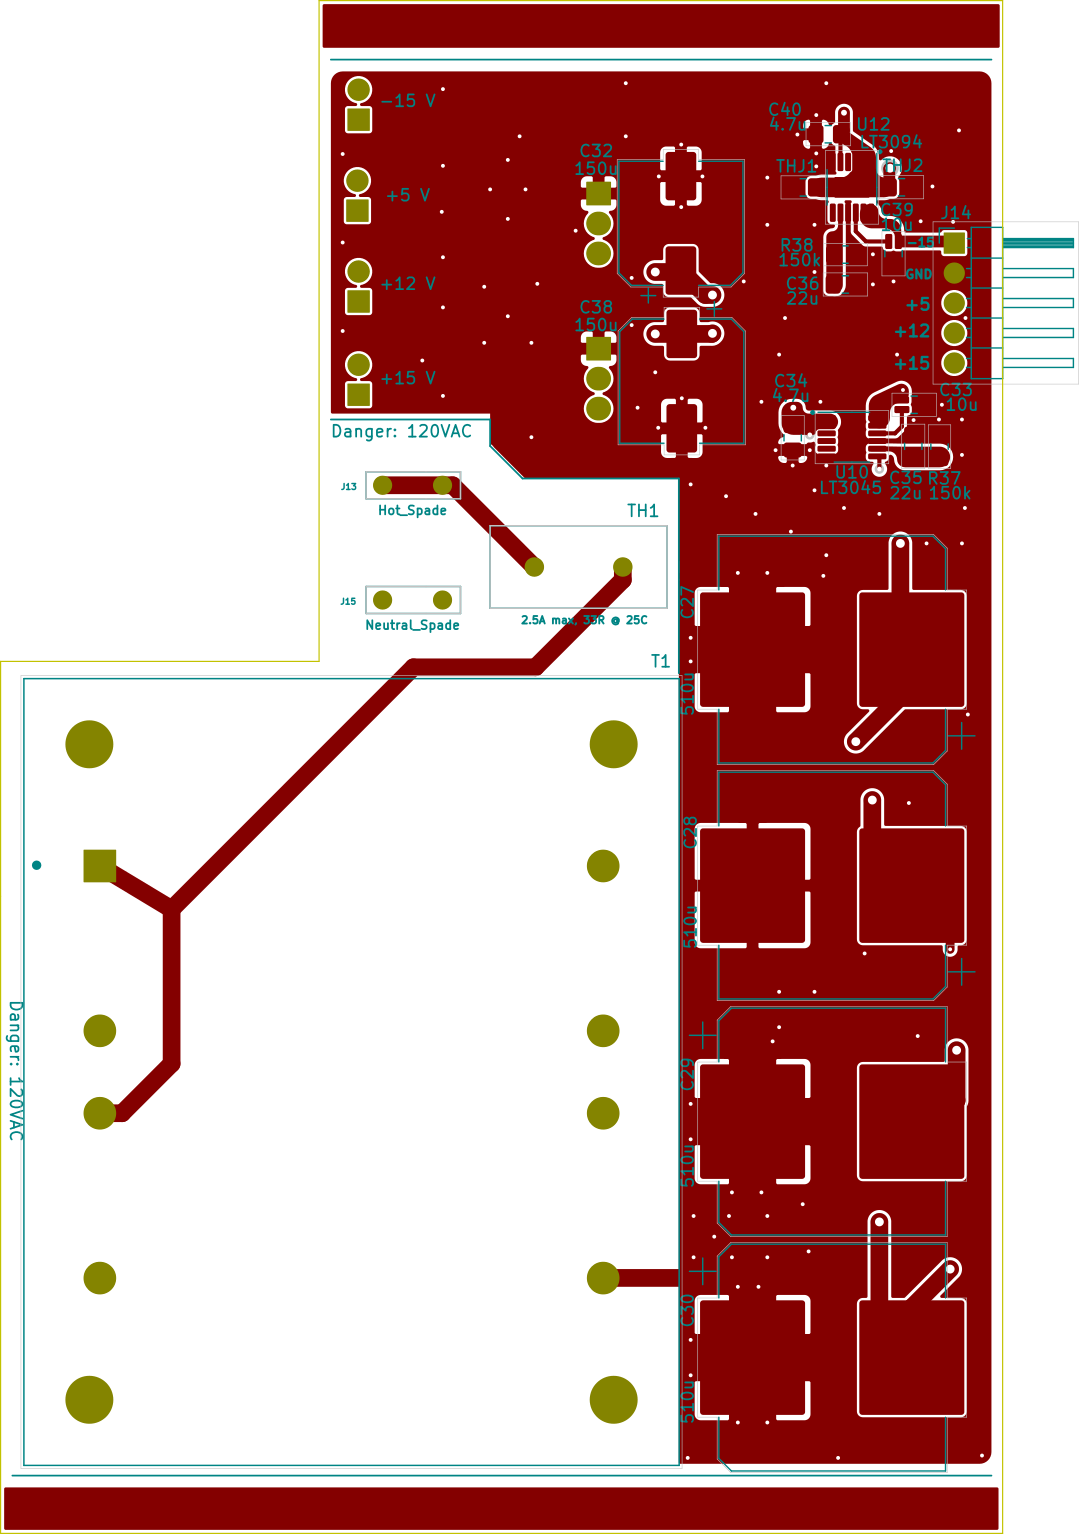 -15 V
+5 V
+12 V
+15 V
Danger: 120VAC
C32
150u
C38
150u
C40
4.7u
U12
LT3094
THJ1
THJ2
C39
10u
J14
-15
GND
+5
+12
+15
R38
150k
C36
22u
C34
4.7u
C33
10u
U10
LT3045
C35
22u
R37
150k
J13
Hot_Spade
TH1
2.5A max, 33R @ 25C
J15
Neutral_Spade
T1
C27
510u
C28
510u
C29
510u
C30
510u
Danger: 120VAC